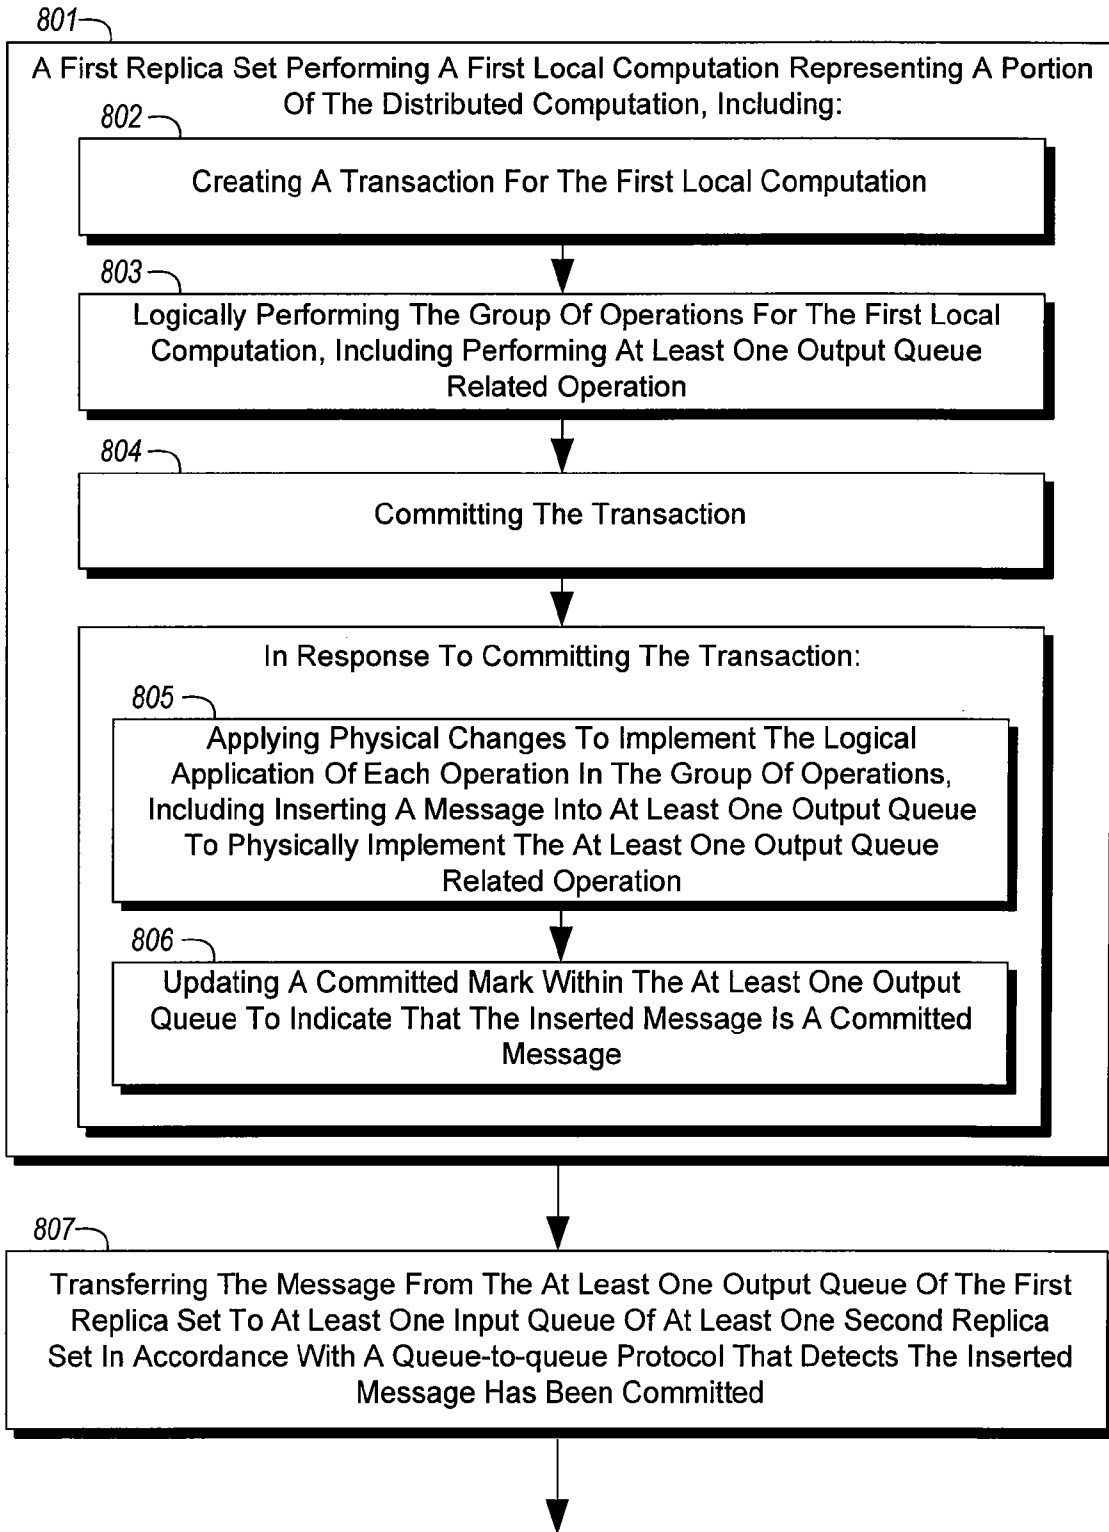 801
A First Replica Set Performing A First Local Computation Representing A Portion
Of The Distributed Computation, Including:
802
Creating A Transaction For The First Local Computation
803
Logically Performing The Group Of Operations For The First Local
Computation, Including Performing At Least One Output Queue
Related Operation
804
Committing The Transaction
In Response To Committing The Transaction:
805
Applying Physical Changes To Implement The Logical
Application Of Each Operation In The Group Of Operations,
Including Inserting A Message Into At Least One Output Queue
To Physically Implement The At Least One Output Queue
Related Operation
806
Updating A Committed Mark Within The At Least One Output
Queue To Indicate That The Inserted Message Is A Committed
Message
807
Transferring The Message From The At Least One Output Queue Of The First
Replica Set To At Least One Input Queue Of At Least One Second Replica
Set In Accordance With A Queue-to-queue Protocol That Detects The Inserted
Message Has Been Committed